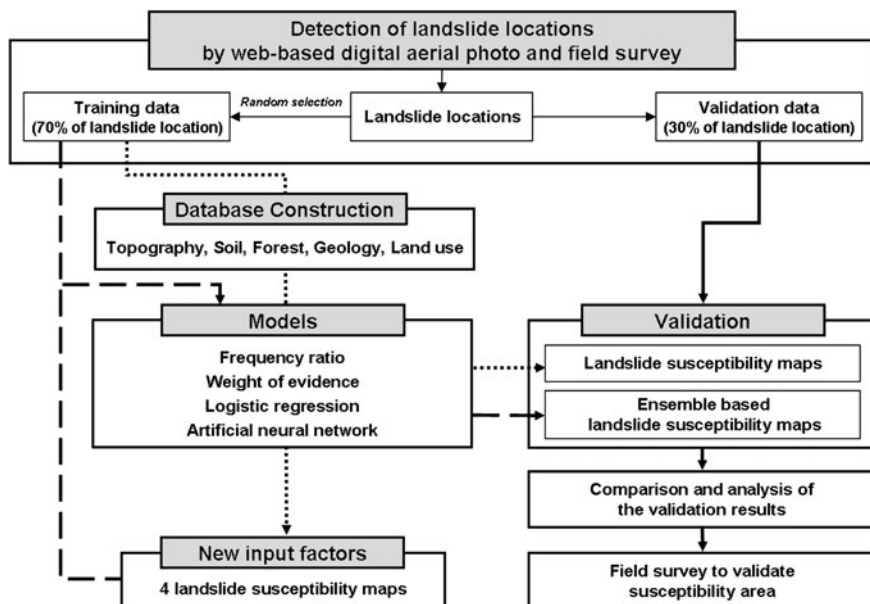 Detection of landslide locations
by web-based digital aerial photo and field survey
Training data
(70% of landslide location)
Random selection
Landslide locations
Validation data
(30% of landslide location)
Database Construction
Topography, Soil, Forest, Geology, Land use
Models
Frequency ratio
Weight of evidence
Logistic regression
Artificial neural network
Validation
Landslide susceptibility maps
Ensemble based
landslide susceptibility maps
Comparison and analysis of
the validation results
New input factors
4 landslide susceptibility maps
Field survey to validate
susceptibility area